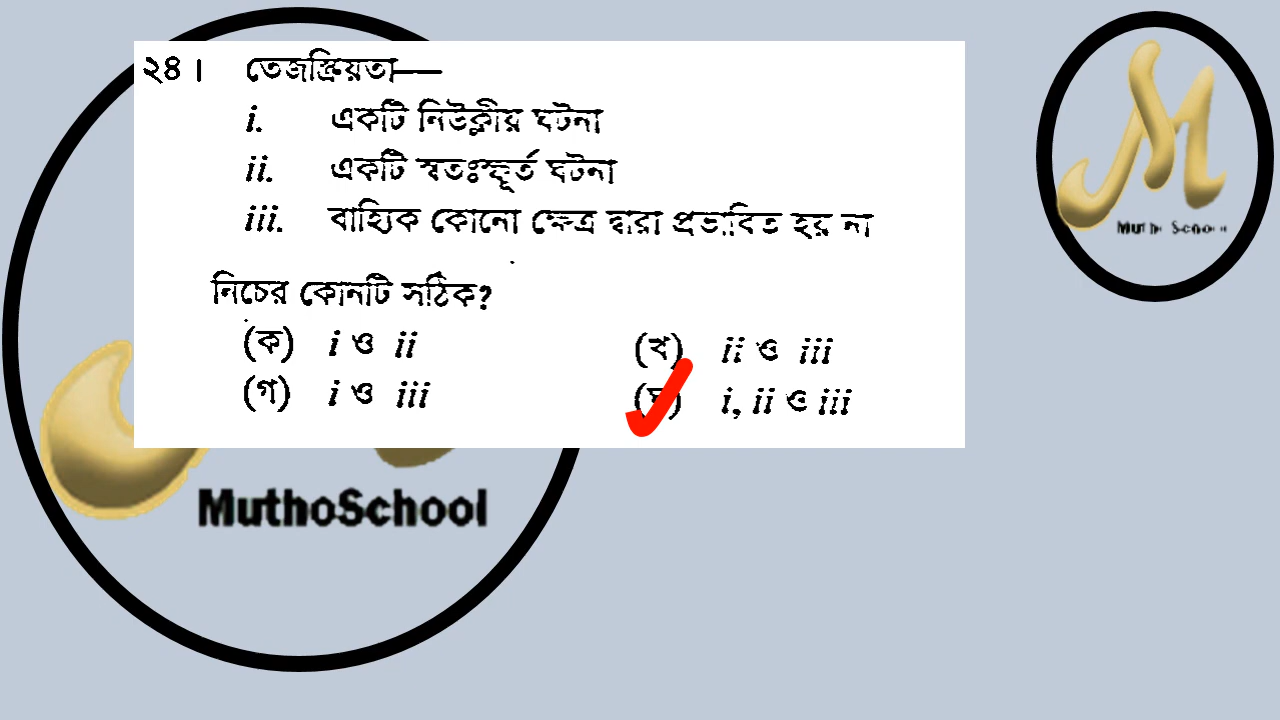 ২৪। তেজস্ক্রিয়তা—
i. একটি নিউক্লীয় ঘটনা
ii. একটি স্বতঃস্ফূর্ত ঘটনা
iii. বাহ্যিক কোনো ক্ষেত্র দ্বারা প্রভাবিত হয় না
নিচের কোনটি সঠিক?
(ক) i ও ii (খ) ii ও iii
(গ) i ও iii (ঘ) i, ii ও iii
MuthoSchool
Mutho School